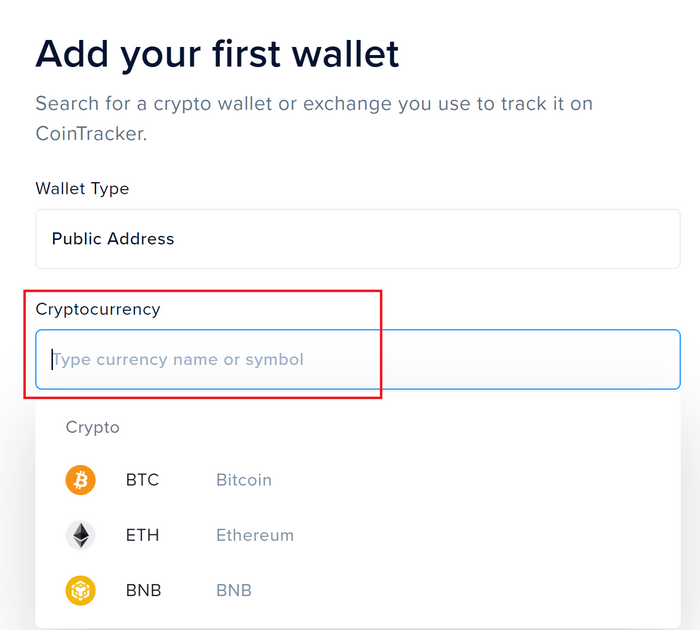 Add your first wallet
Search for a crypto wallet or exchange you use to track it on
CoinTracker.
Wallet Type
Public Address
Cryptocurrency
Type currency name or symbol
Crypto
BTC Bitcoin
ETH Ethereum
BNB BNB